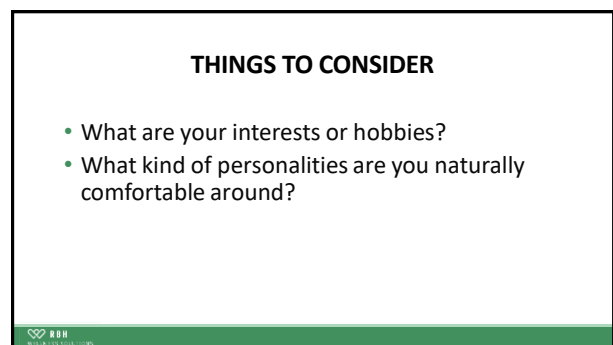 THINGS TO CONSIDER
• What are your interests or hobbies?
• What kind of personalities are you naturally
comfortable around?
RBH